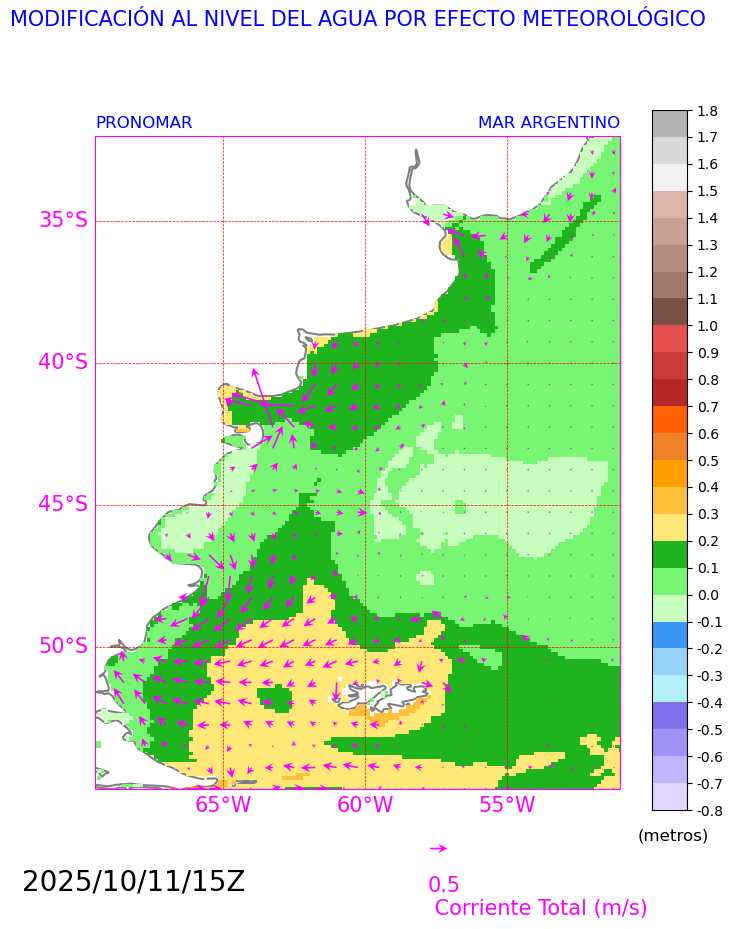 MODIFICACIÓN AL NIVEL DEL AGUA POR EFECTO METEOROLÓGICO
PRONOMAR MAR ARGENTINO
1.8
1.7
1.6
1.5
1.4
1.3
1.2
1.1
1.0
0.9
0.8
0.7
0.6
0.5
0.4
0.3
0.2
0.1
0.0
-0.1
-0.2
-0.3
-0.4
-0.5
-0.6
-0.7
-0.8
(metros)
35°S
40°S
45°S
50°S
65°W 60°W 55°W
2025/10/11/15Z
0.5
Corriente Total (m/s)